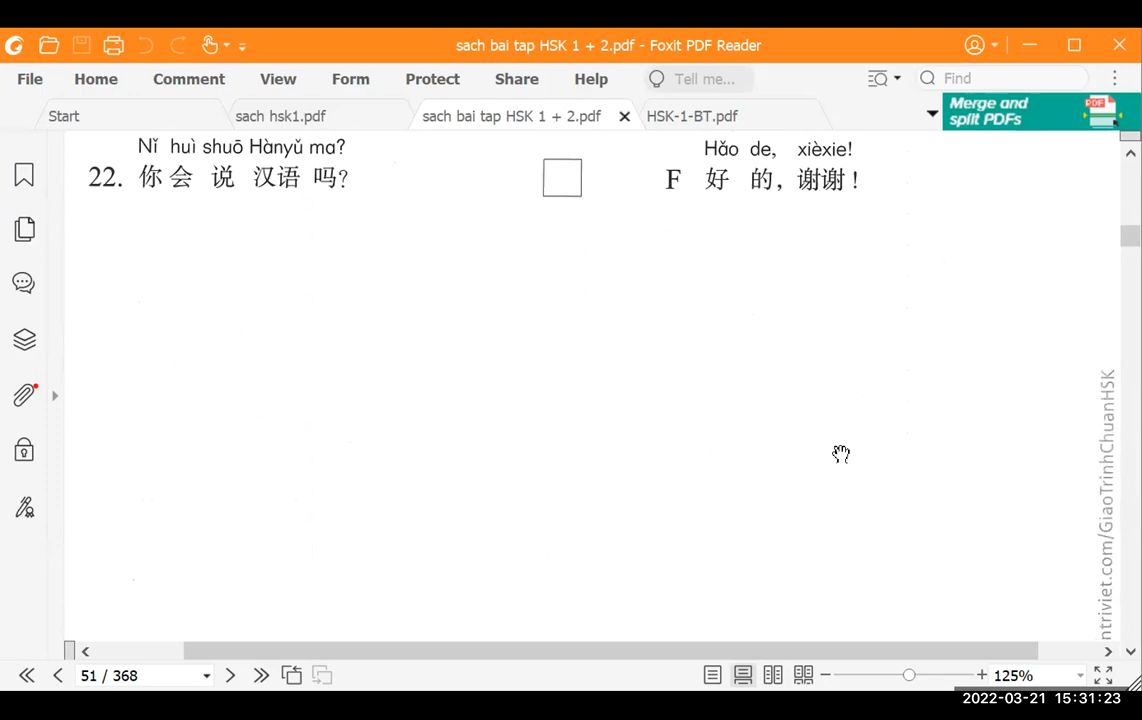 sach bai tap HSK 1 + 2.pdf - Foxit PDF Reader
File Home Comment View Form Protect Share Help Tell me... Find
Start sach hsk1.pdf sach bai tap HSK 1 + 2.pdf HSK-1-BT.pdf Merge and split PDFs
PDF
Nǐ huì shuō Hànyǔ ma? Hǎo de, xièxie!
22. 你会说汉语吗? F 好的, 谢谢!
ntriviet.com/GiaoTrinhChuanHSK
51 / 368 125%
2022-03-21 15:31:23